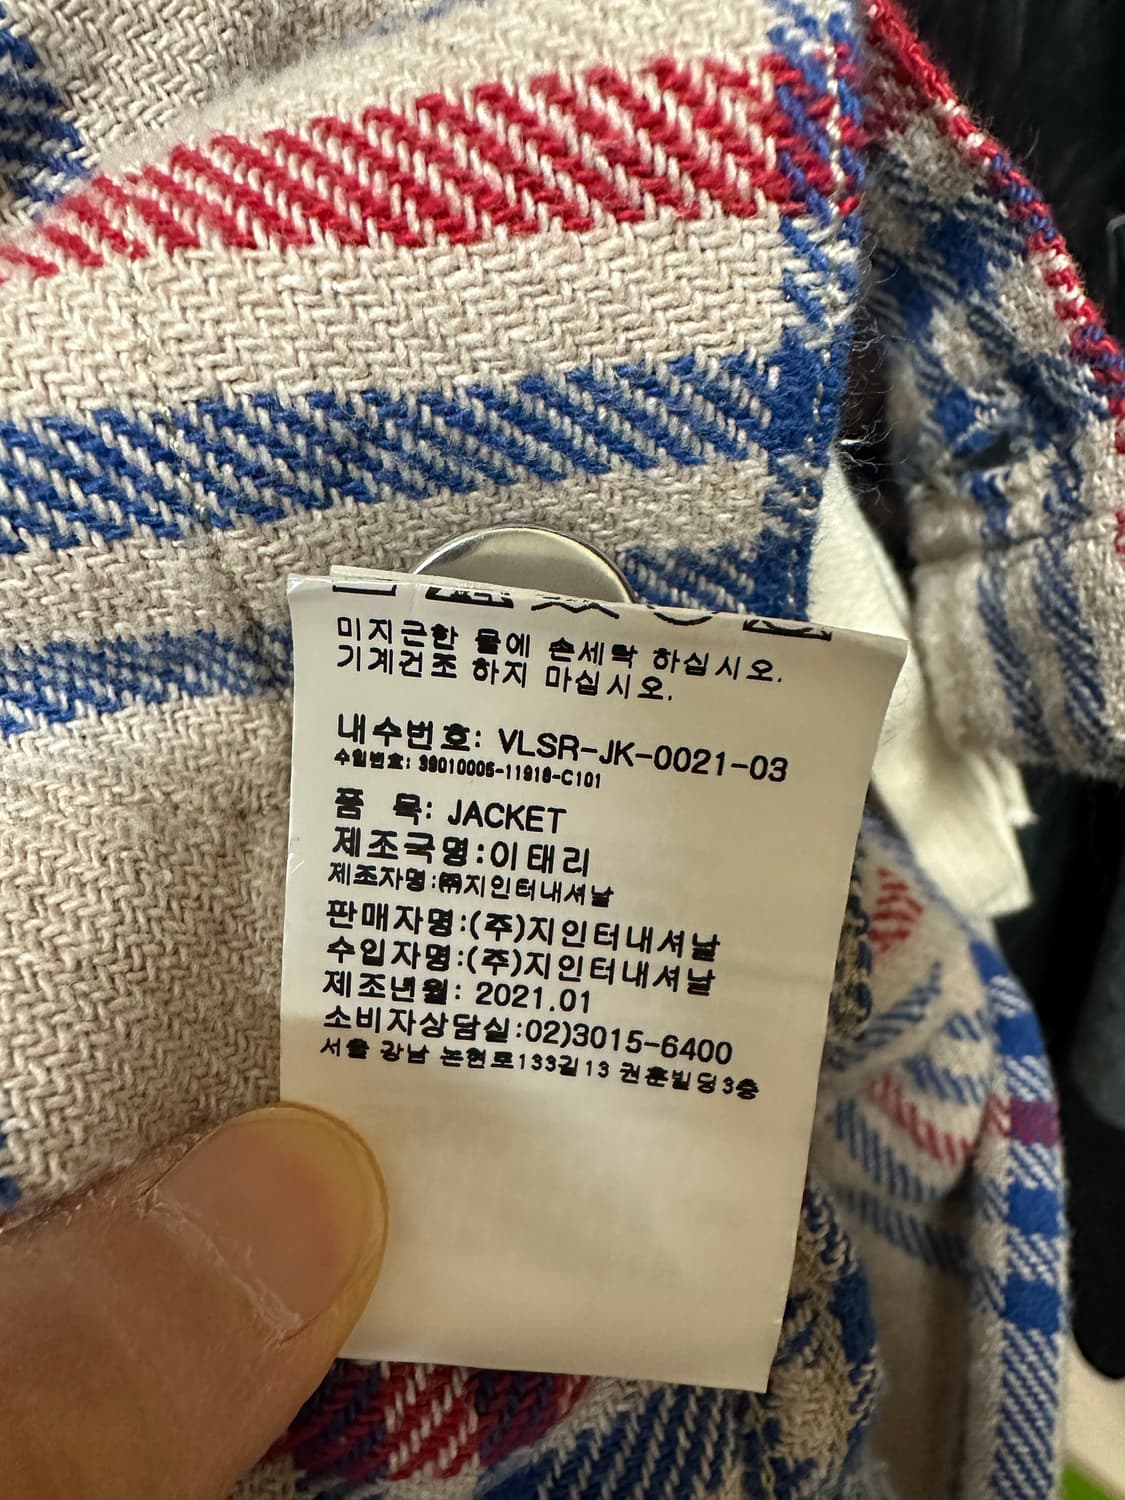 미지근한 물에 손세탁 하십시오.
기계건조 하지 마십시오.
내수번호: VLSR-JK-0021-03
수입번호: 39010005-11918-C101
품 목: JACKET
제조국명:이태리
제조자명:㈜지인터내셔날
판매자명:(주)지인터내셔날
수입자명:(주)지인터내셔날
제조년월: 2021.01
소비자상담실:02)3015-6400
서울 강남 논현로133길13 권훈빌딩3층